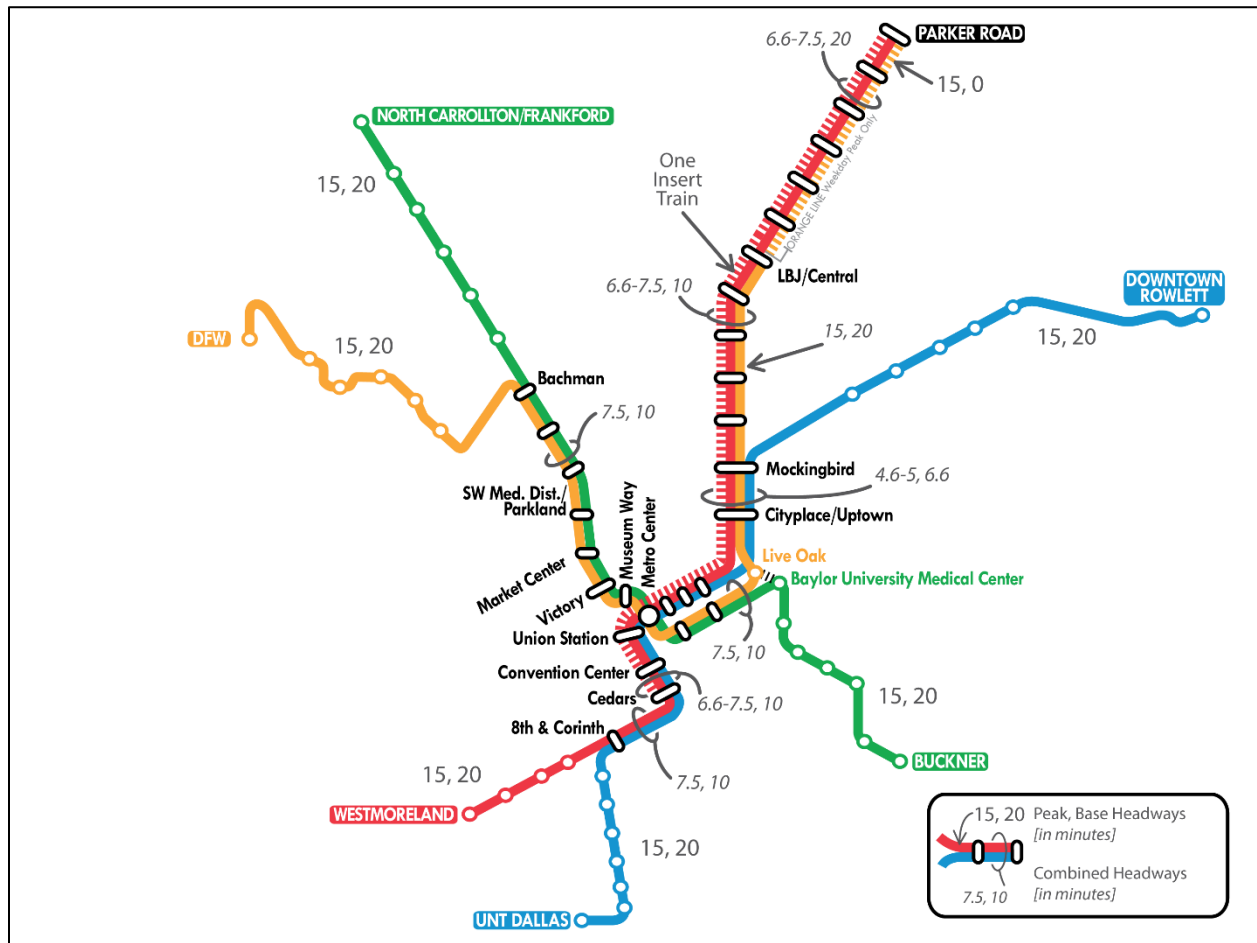 PARKER ROAD
6.6-7.5, 20
15, 0
NORTH CARROLLTON/FRANKFORD
15, 20
One
Insert
Train
ORANGE LINE Weekday Peak Only
LBJ/Central
6.6-7.5, 10
DOWNTOWN
ROWLETT
15, 20
15, 20
DFW
15, 20
Bachman
7.5, 10
Mockingbird
4.6-5, 6.6
SW Med. Dist./
Parkland
Cityplace/Uptown
Museum Way
Metro Center
Live Oak
Market Center
Baylor University Medical Center
Victory
Union Station
7.5, 10
Convention Center
Cedars
6.6-7.5, 10
15, 20
8th & Corinth
BUCKNER
15, 20
7.5, 10
WESTMORELAND
15, 20
UNT DALLAS
15, 20 Peak, Base Headways
[in minutes]
Combined Headways
7.5, 10 [in minutes]